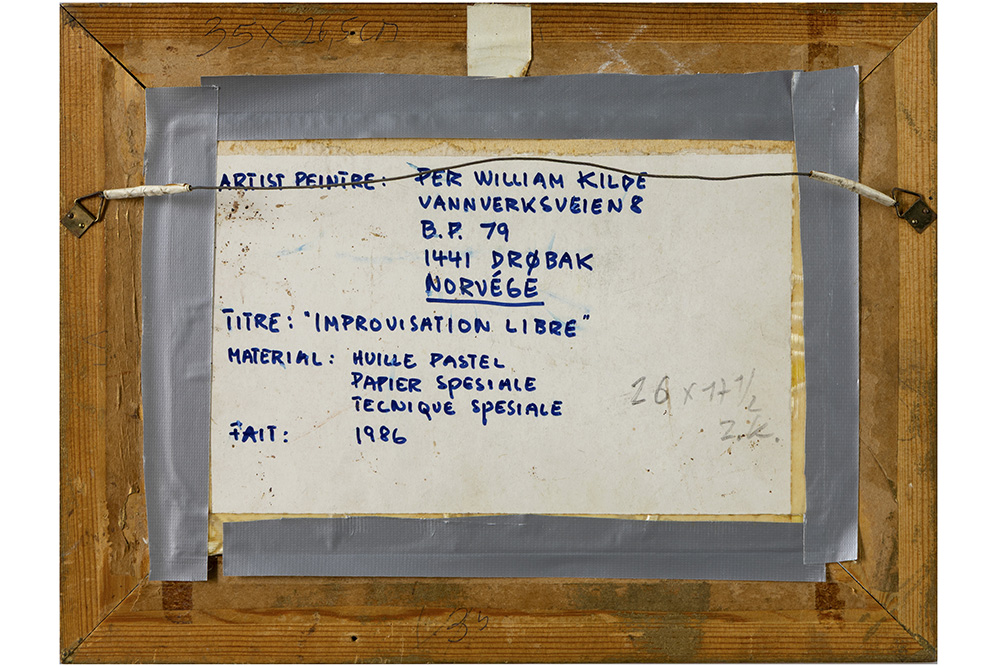 35 x 26,5 cm
ARTIST PEINTRE: PER WILLIAM KILDE
VANNVERKSVEIEN 8
B.P. 79
1441 DRØBAK
NORVÉGE
TITRE: "IMPROVISATION LIBRE"
MATERIAL: HUILLE PASTEL
PAPIER SPESIALE
TECNIQUE SPESIALE
FAIT: 1986
26 x 17 1/2
Z.K.